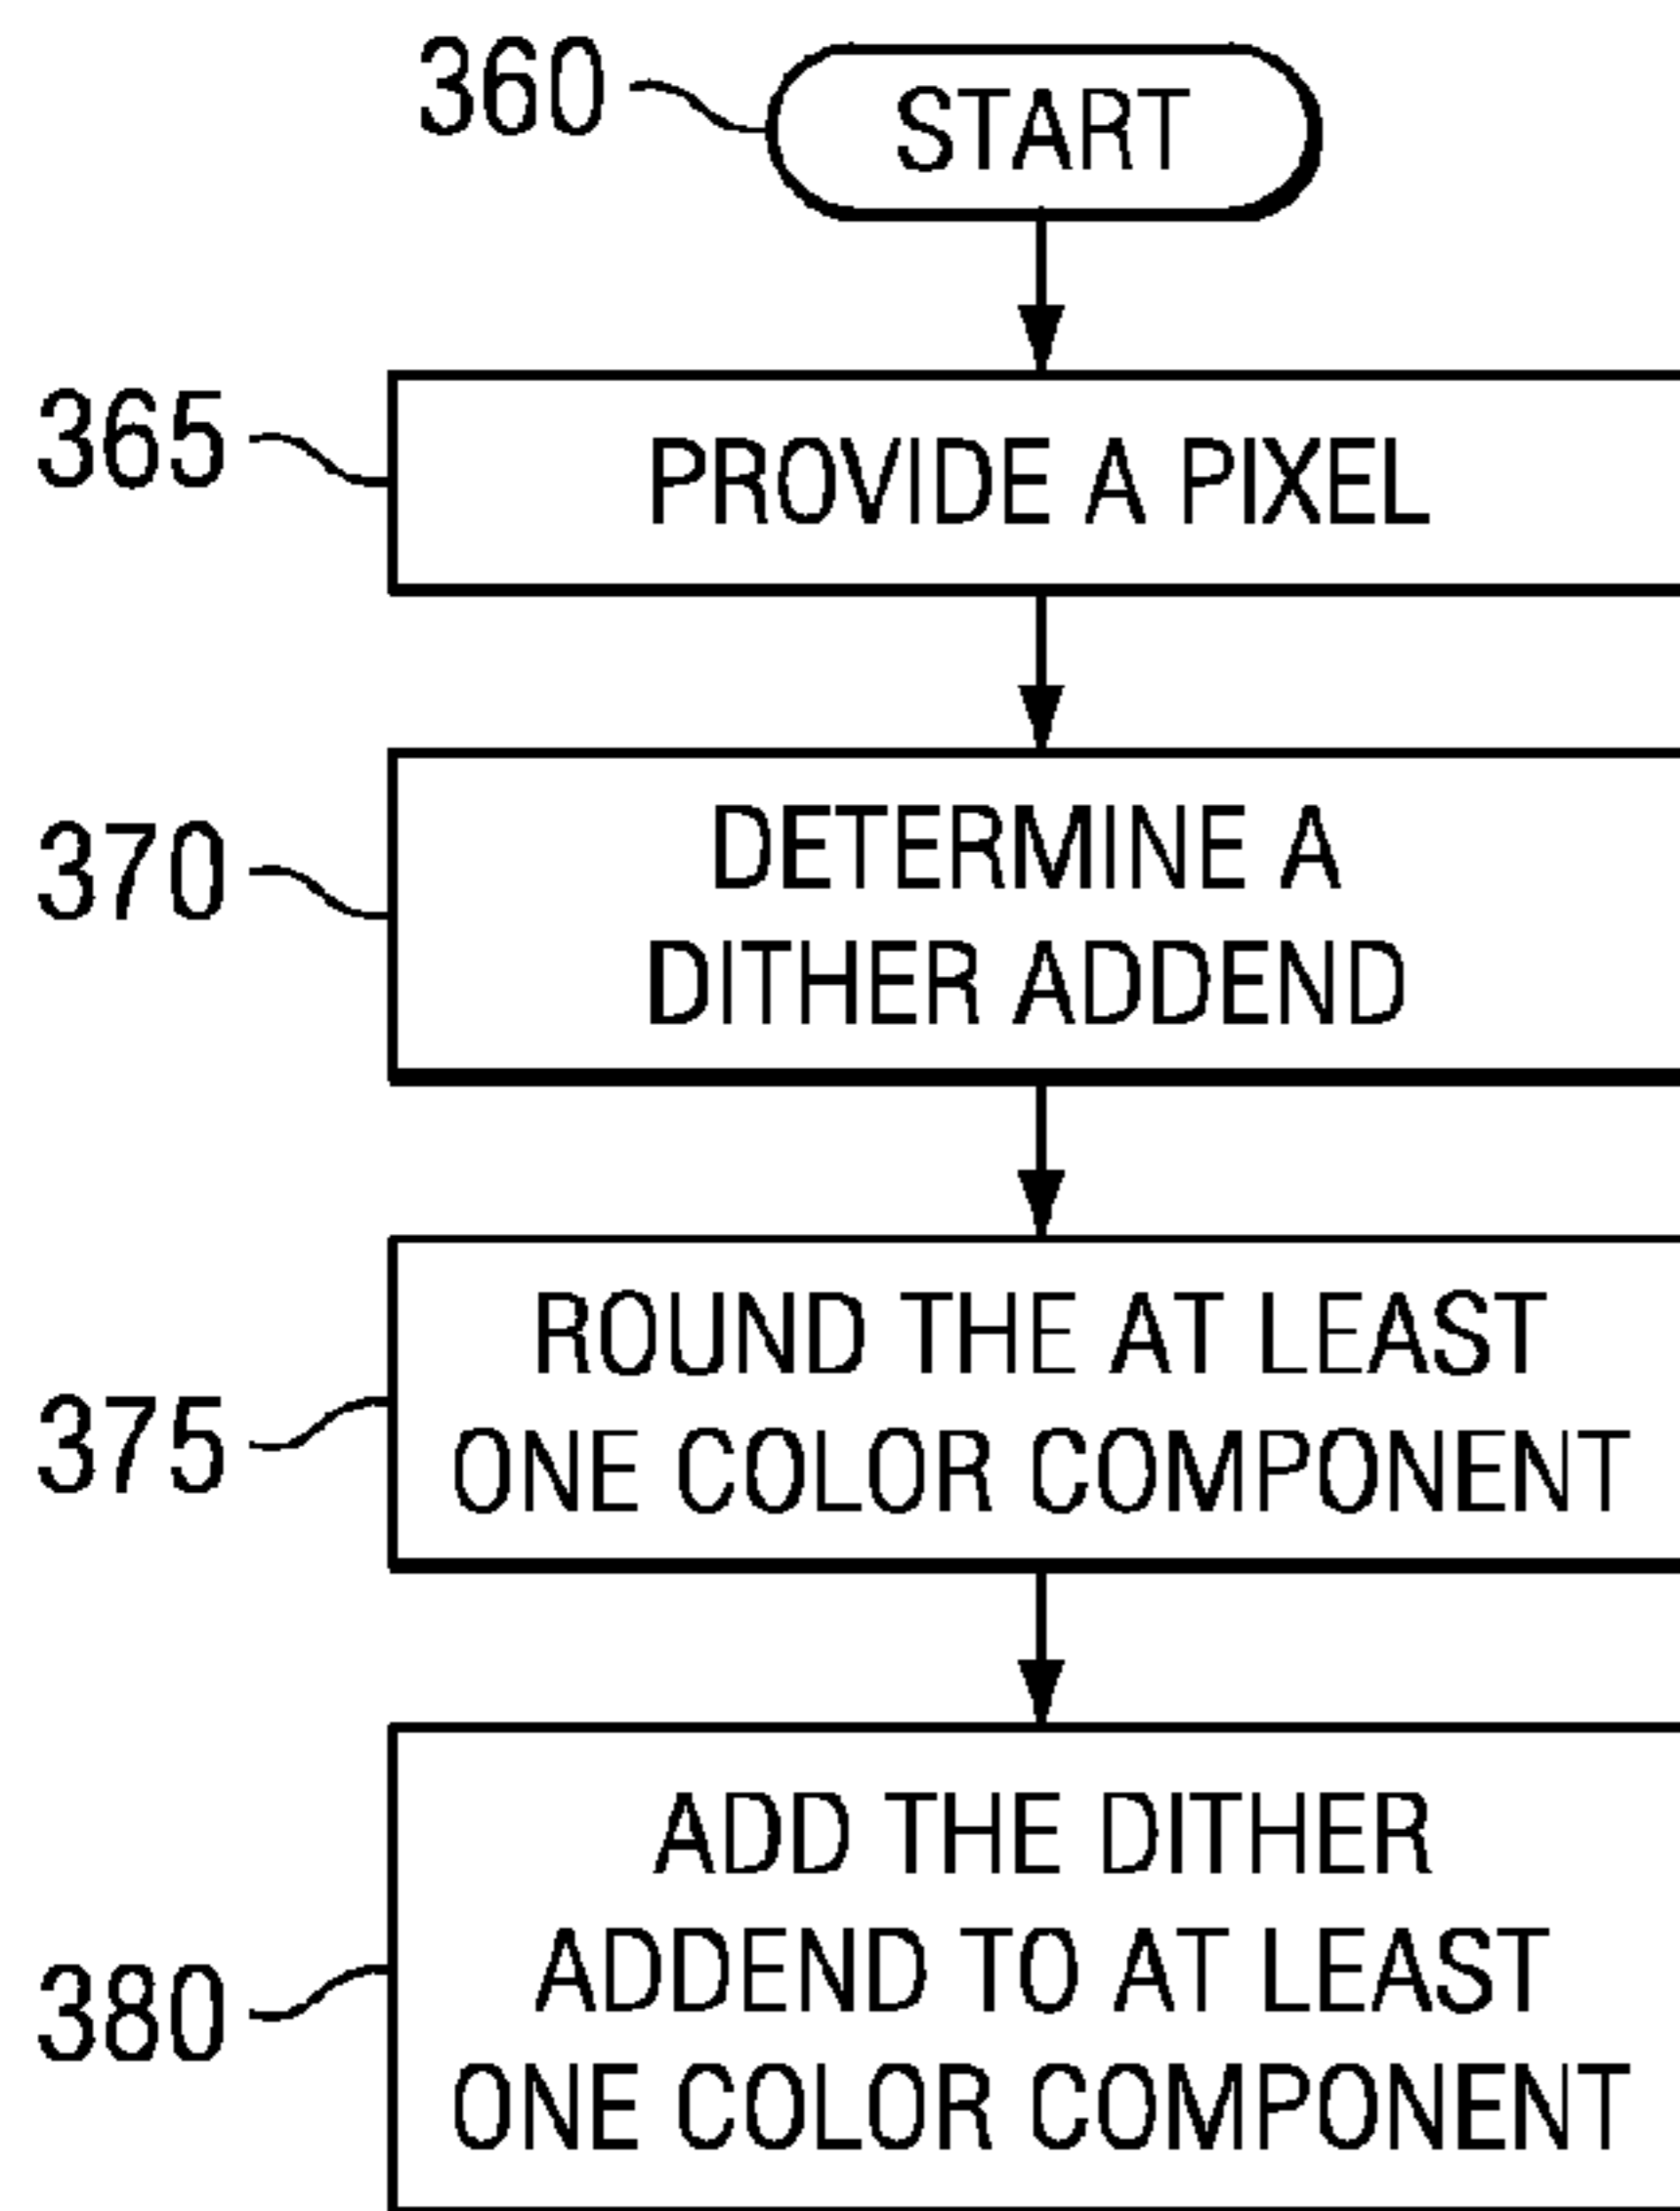 360
START
365
PROVIDE A PIXEL
370
DETERMINE A
DITHER ADDEND
375
ROUND THE AT LEAST
ONE COLOR COMPONENT
380
ADD THE DITHER
ADDEND TO AT LEAST
ONE COLOR COMPONENT